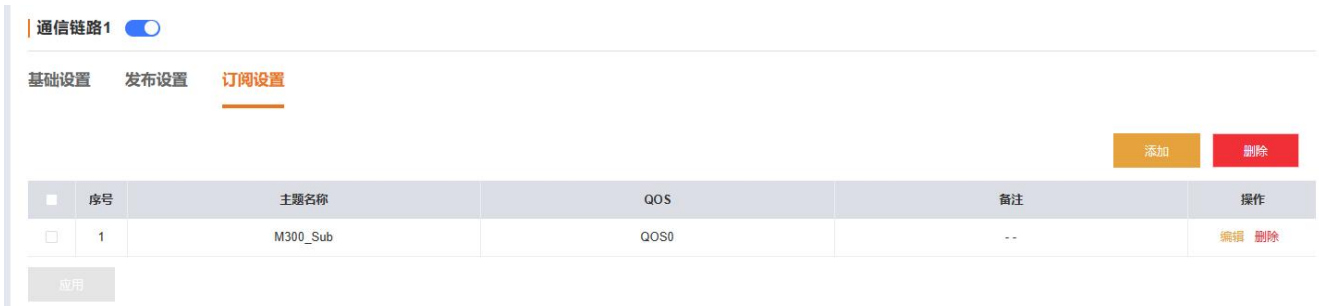 通信链路1
基础设置 发布设置 订阅设置
添加 删除
序号 主题名称 QOS 备注 操作
1 M300_Sub QOS0 -- 编辑 删除
应用